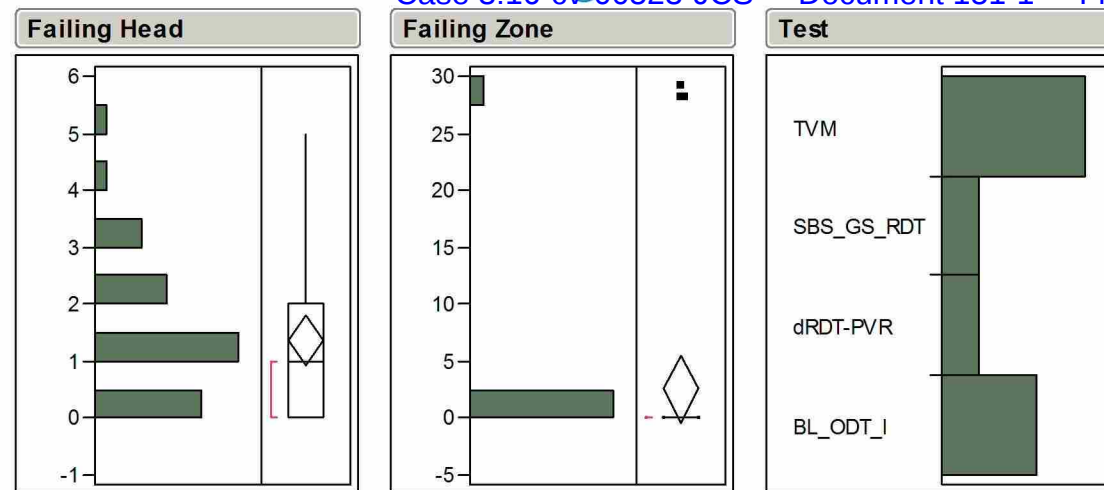 Failing Head
6
5
4
3
2
1
0
-1
Failing Zone
30
25
20
15
10
5
0
-5
Test
TVM
SBS_GS_RDT
dRDT-PVR
BL_ODT_I